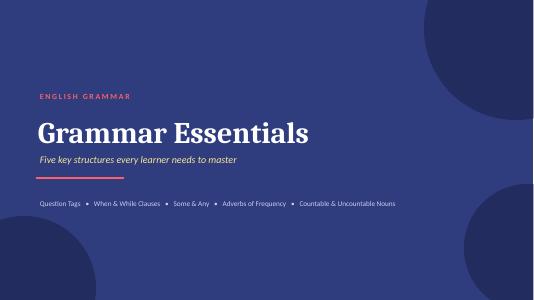 ENGLISH GRAMMAR
Grammar Essentials
Five key structures every learner needs to master
Question Tags • When & While Clauses • Some & Any • Adverbs of Frequency • Countable & Uncountable Nouns